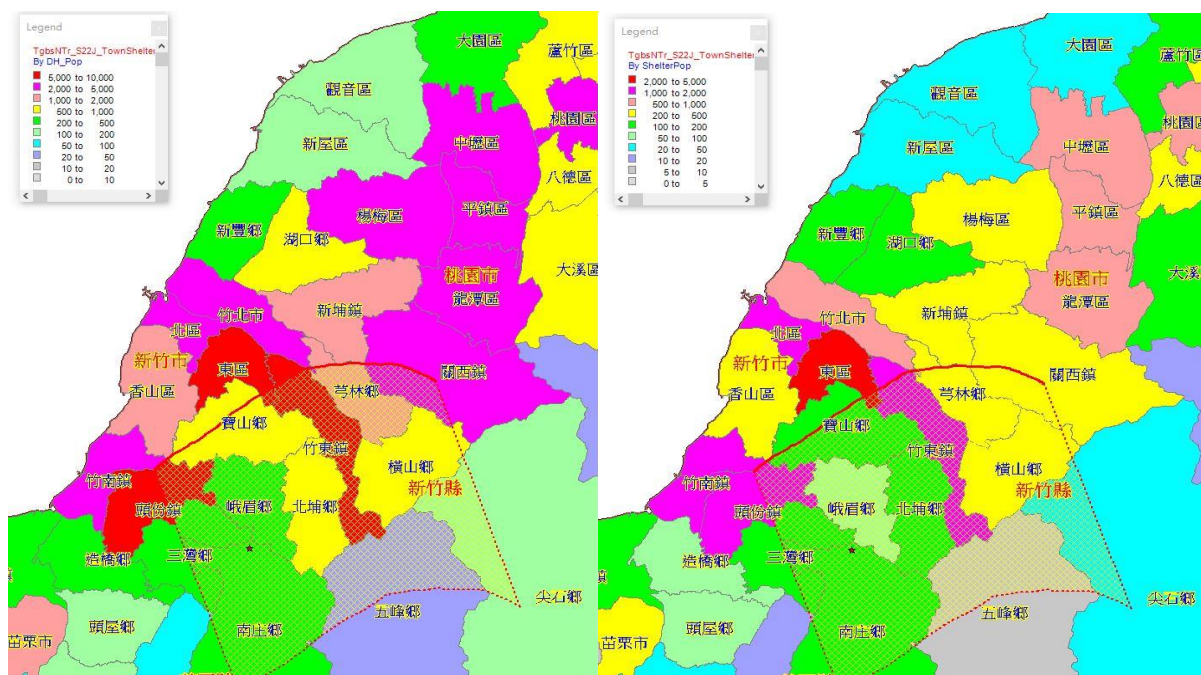 Legend
TgbsNTr_S22J_TownShelter
By DH_Pop
5,000 to 10,000
2,000 to 5,000
1,000 to 2,000
500 to 1,000
200 to 500
100 to 200
50 to 100
20 to 50
10 to 20
0 to 10
大園區
蘆竹區
觀音區
桃園區
中壢區
新屋區
八德區
楊梅區
平鎮區
新豐鄉
湖口鄉
大溪區
桃園市
龍潭區
新埔鎮
竹北市
北區
新竹市
東區
關西鎮
香山區
芎林鄉
寶山鄉
竹東鎮
橫山鄉
竹南鎮
新竹縣
頭份鎮
峨眉鄉
北埔鄉
造橋鄉
三灣鄉
尖石鄉
五峰鄉
頭屋鄉
苗栗市
南庄鄉
Legend
TgbsNTr_S22J_TownShelter
By ShelterPop
2,000 to 5,000
1,000 to 2,000
500 to 1,000
200 to 500
100 to 200
50 to 100
20 to 50
10 to 20
5 to 10
0 to 5
大園區
蘆竹區
觀音區
桃園區
中壢區
新屋區
八德區
楊梅區
平鎮區
新豐鄉
湖口鄉
大溪
桃園市
龍潭區
新埔鎮
竹北市
北區
新竹市
東區
關西鎮
香山區
芎林鄉
寶山鄉
竹東鎮
橫山鄉
竹南鎮
新竹縣
頭份鎮
峨眉鄉
北埔鄉
造橋鄉
三灣鄉
尖石鄉
五峰鄉
頭屋鄉
苗栗市
南庄鄉